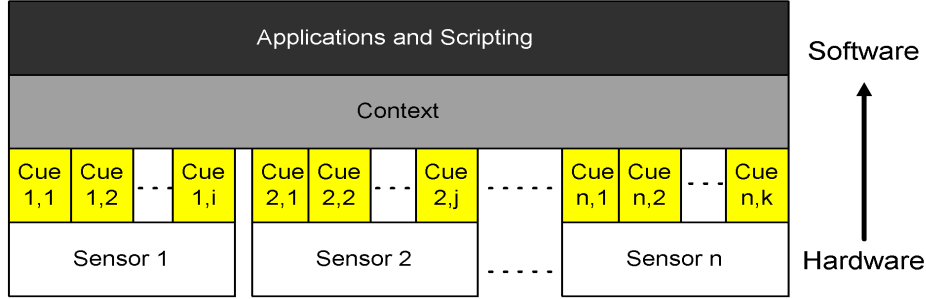 Applications and Scripting
Software
Context
Cue Cue Cue Cue Cue Cue Cue Cue Cue
1,1 1,2 - - - 1,i 2,1 2,2 - - - 2,j - - - - - n,1 n,2 - - - n,k
Sensor 1 Sensor 2 - - - - - Sensor n
Hardware